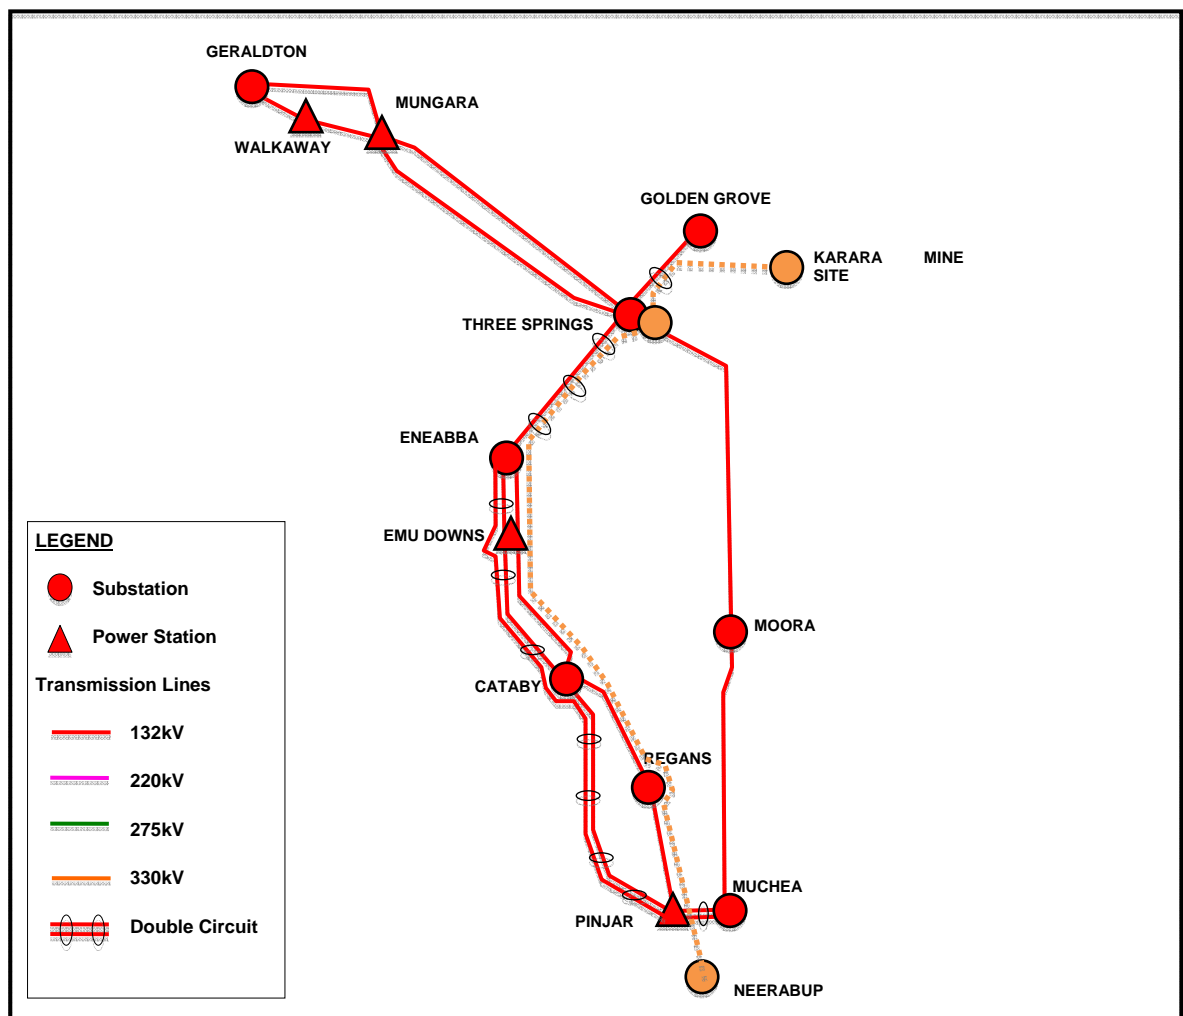 GERALDTON
MUNGARA
WALKAWAY
GOLDEN GROVE
KARARA MINE
SITE
THREE SPRINGS
ENEABBA
EMU DOWNS
LEGEND
Substation
Power Station
Transmission Lines
132kV
220kV
275kV
330kV
Double Circuit
MOORA
CATABY
REGANS
MUCHEA
PINJAR
NEERABUP